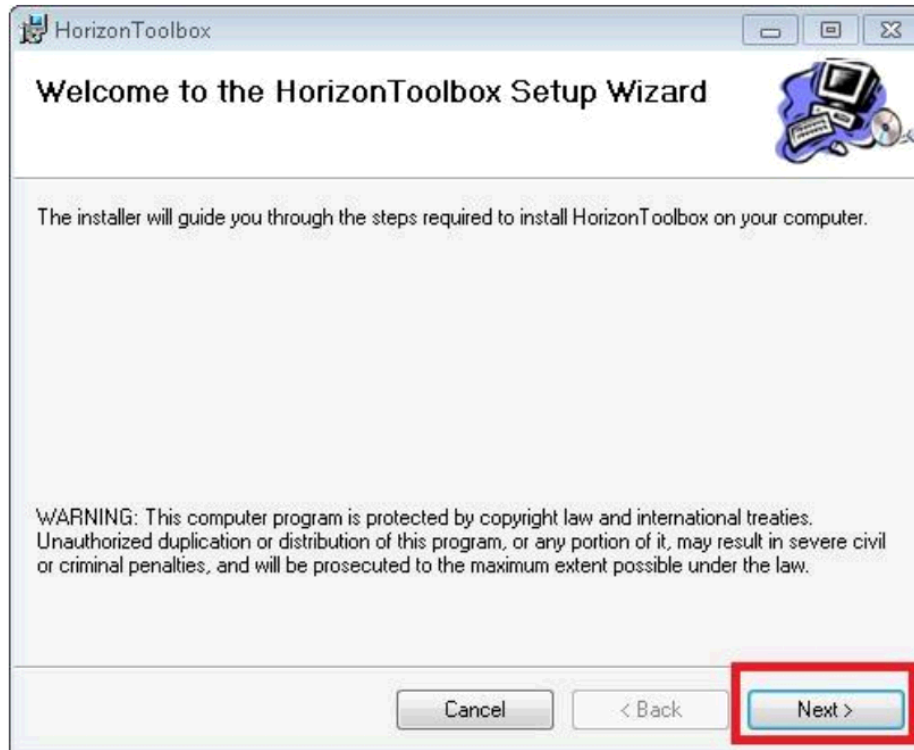 HorizonToolbox
Welcome to the HorizonToolbox Setup Wizard
The installer will guide you through the steps required to install HorizonToolbox on your computer.
WARNING: This computer program is protected by copyright law and international treaties.
Unauthorized duplication or distribution of this program, or any portion of it, may result in severe civil
or criminal penalties, and will be prosecuted to the maximum extent possible under the law.
Cancel < Back Next >